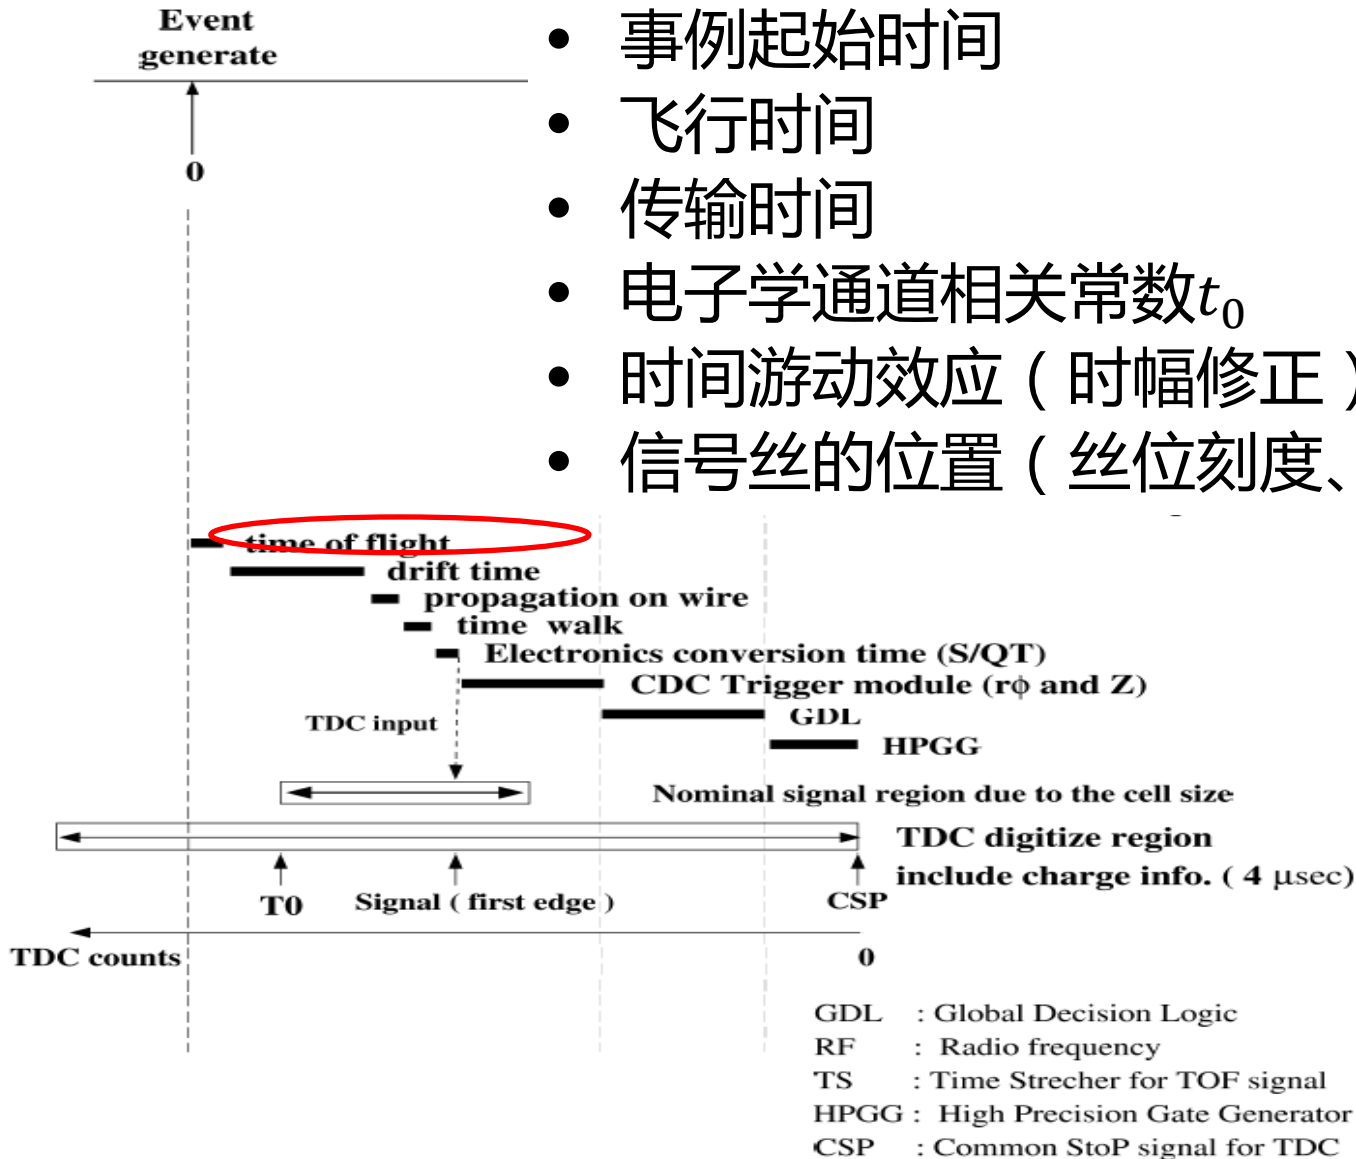 Event
generate
0
• 事例起始时间
• 飞行时间
• 传输时间
• 电子学通道相关常数t₀
• 时间游动效应（时幅修正）
• 信号丝的位置（丝位刻度、
time of flight
drift time
propagation on wire
time walk
Electronics conversion time (S/QT)
CDC Trigger module (rϕ and Z)
TDC input
GDL
HPGG
Nominal signal region due to the cell size
TDC digitize region
include charge info. ( 4 μsec)
T0
Signal ( first edge )
CSP
TDC counts
0
GDL : Global Decision Logic
RF : Radio frequency
TS : Time Strecher for TOF signal
HPGG : High Precision Gate Generator
CSP : Common StoP signal for TDC